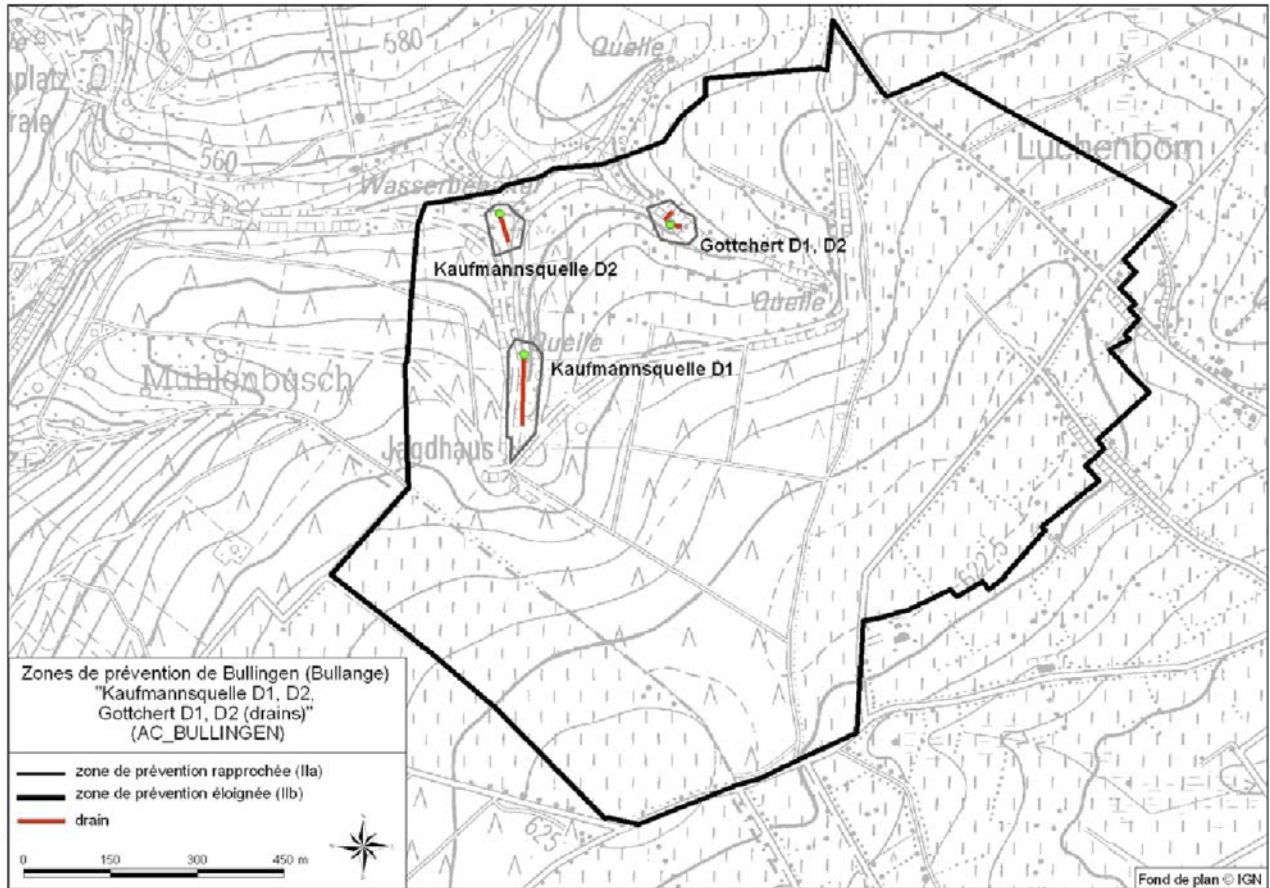 580
Quelle
560
Luchenborn
Gottchert D1, D2
Kaufmannsquelle D2
Quelle
Quelle
Kaufmannsquelle D1
Mühlenbusch
Jagdhaus
622.5
625
Zones de prévention de Bullingen (Bullange)
"Kaufmannsquelle D1, D2,
Gottchert D1, D2 (drains)"
(AC_BULLINGEN)
zone de prévention rapprochée (IIa)
zone de prévention éloignée (IIb)
drain
0 150 300 450 m
Fond de plan © IGN